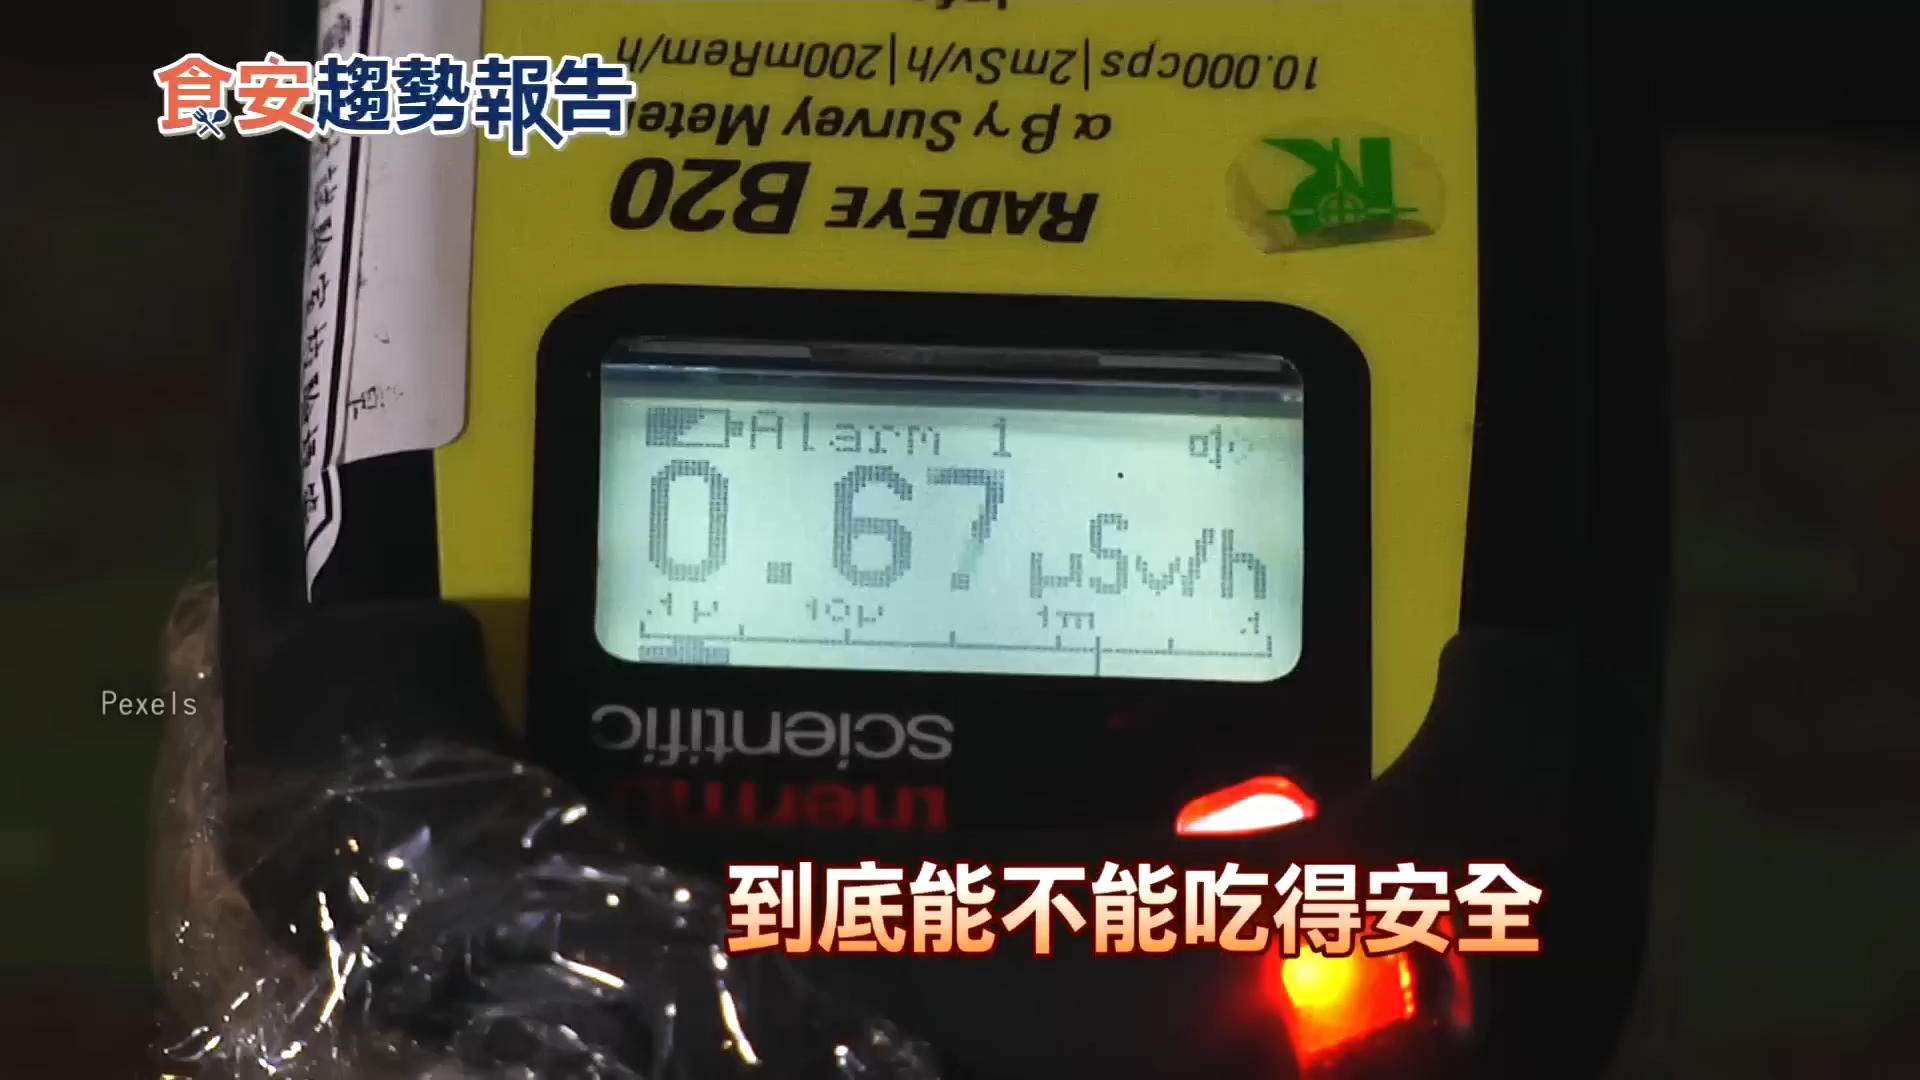 食安趨勢報告
10.000cps|2mSv/h|200mRem/h
αβγ Survey Meter
RADEYE B20
Alarm 1
0.67 µSv/h
scientific
thermo
Pexels
到底能不能吃得安全